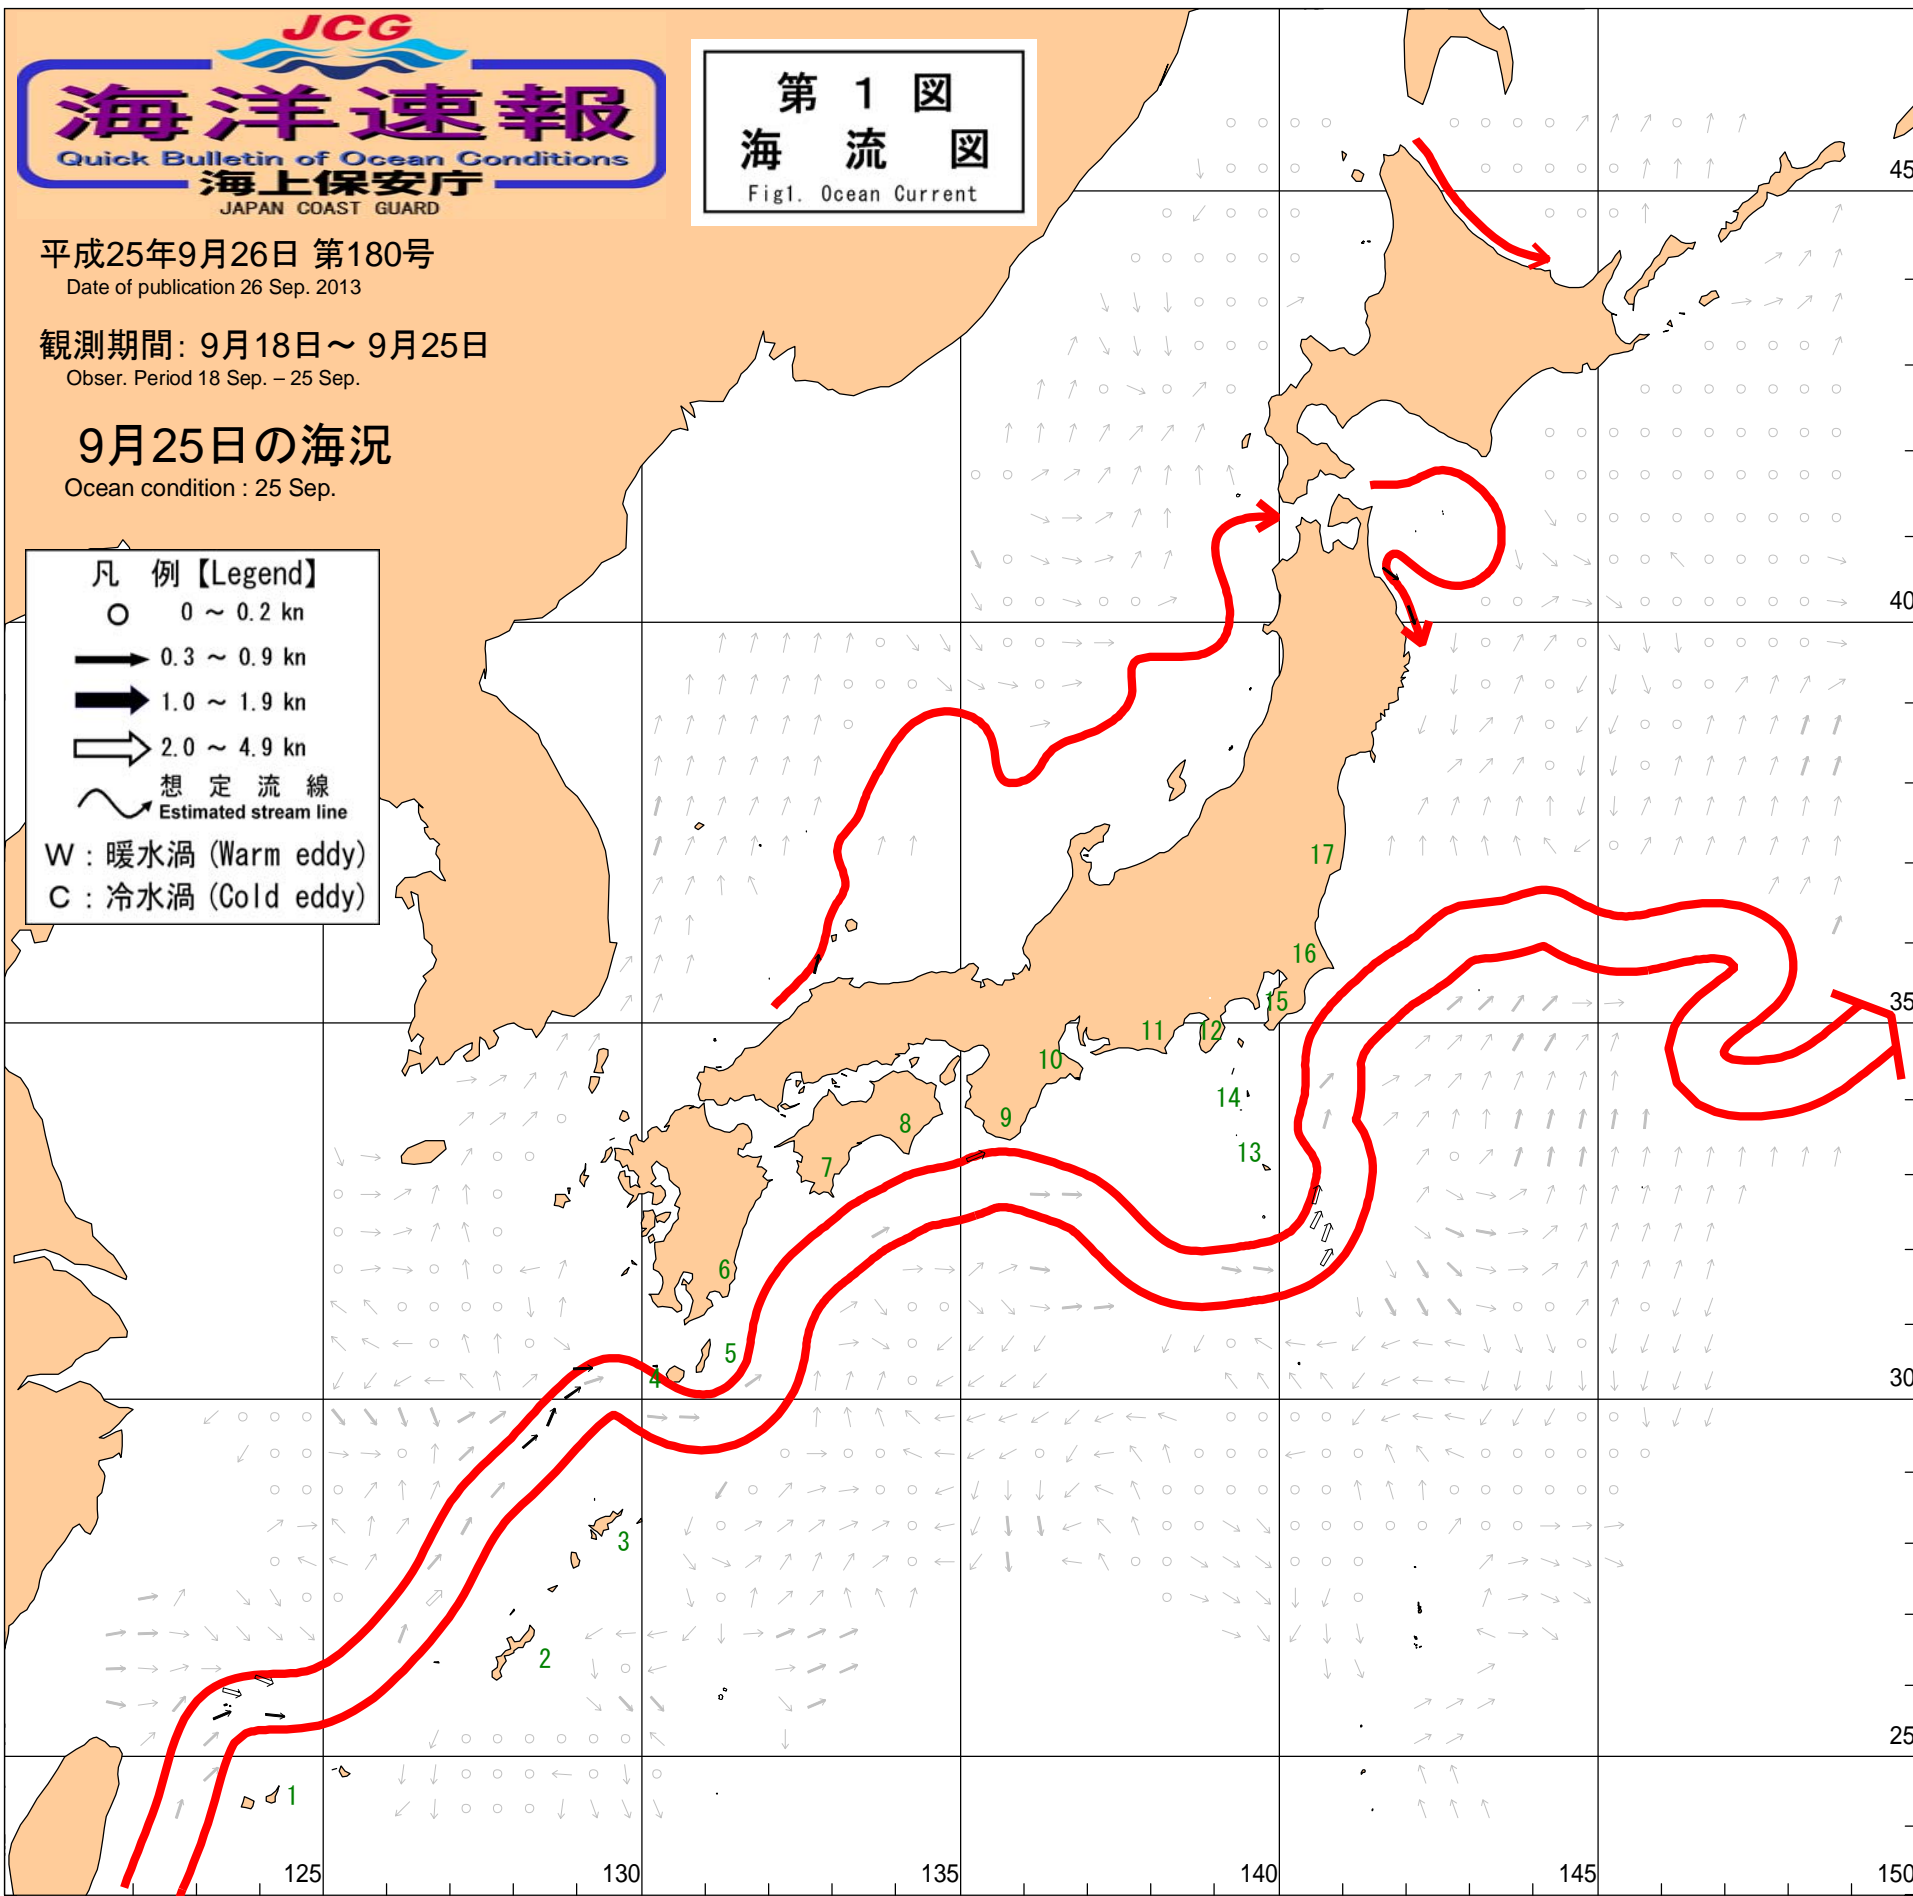 JCG
海洋速報
Quick Bulletin of Ocean Conditions
海上保安庁
JAPAN COAST GUARD
第 1 図
海 流 図
Fig1. Ocean Current
平成25年9月26日 第180号
Date of publication 26 Sep. 2013
観測期間: 9月18日～ 9月25日
Obser. Period 18 Sep. – 25 Sep.
9月25日の海況
Ocean condition : 25 Sep.
凡 例【Legend】
0 ～ 0.2 kn
0.3 ～ 0.9 kn
1.0 ～ 1.9 kn
2.0 ～ 4.9 kn
想 定 流 線
Estimated stream line
W : 暖水渦 (Warm eddy)
C : 冷水渦 (Cold eddy)
45
40
17
16
35
15
12
11
10
14
9
8
13
7
6
5
4
30
3
2
25
1
125
130
135
140
145
150